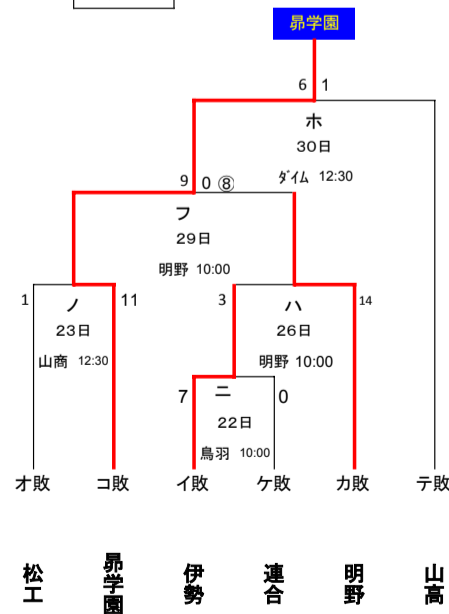 昴学園
6 1
ホ
30日
ダイム 12:30
9 0 ⑧
フ
29日
明野 10:00
1 11 3 14
ノ ハ
23日 26日
山商 12:30 明野 10:00
7 ニ 0
22日
鳥羽 10:00
オ敗 コ敗 イ敗 ケ敗 カ敗 テ敗
松工 昴学園 伊勢 連合 明野 山高